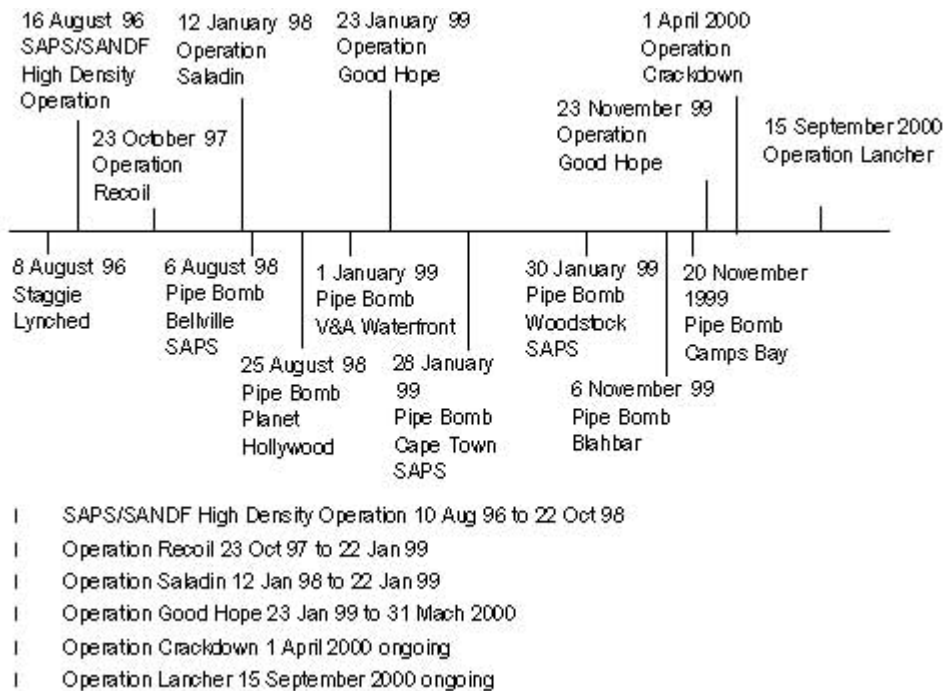 16 August 96
SAPS/SANDF
High Density
Operation
23 October 97
Operation
Recoil
12 January 98
Operation
Saladin
23 January 99
Operation
Good Hope
23 November 99
Operation
Good Hope
1 April 2000
Operation
Crackdown
15 September 2000
Operation Lancher
8 August 96
Staggie
Lynched
6 August 98
Pipe Bomb
Bellville
SAPS
25 August 98
Pipe Bomb
Planet
Hollywood
1 January 99
Pipe Bomb
V&A Waterfront
28 January
99
Pipe Bomb
Cape Town
SAPS
30 January 99
Pipe Bomb
Woodstock
SAPS
6 November 99
Pipe Bomb
Blahbar
20 November
1999
Pipe Bomb
Camps Bay
l SAPS/SANDF High Density Operation 10 Aug 96 to 22 Oct 98
l Operation Recoil 23 Oct 97 to 22 Jan 99
l Operation Saladin 12 Jan 98 to 22 Jan 99
l Operation Good Hope 23 Jan 99 to 31 Mach 2000
l Operation Crackdown 1 April 2000 ongoing
l Operation Lancher 15 September 2000 ongoing